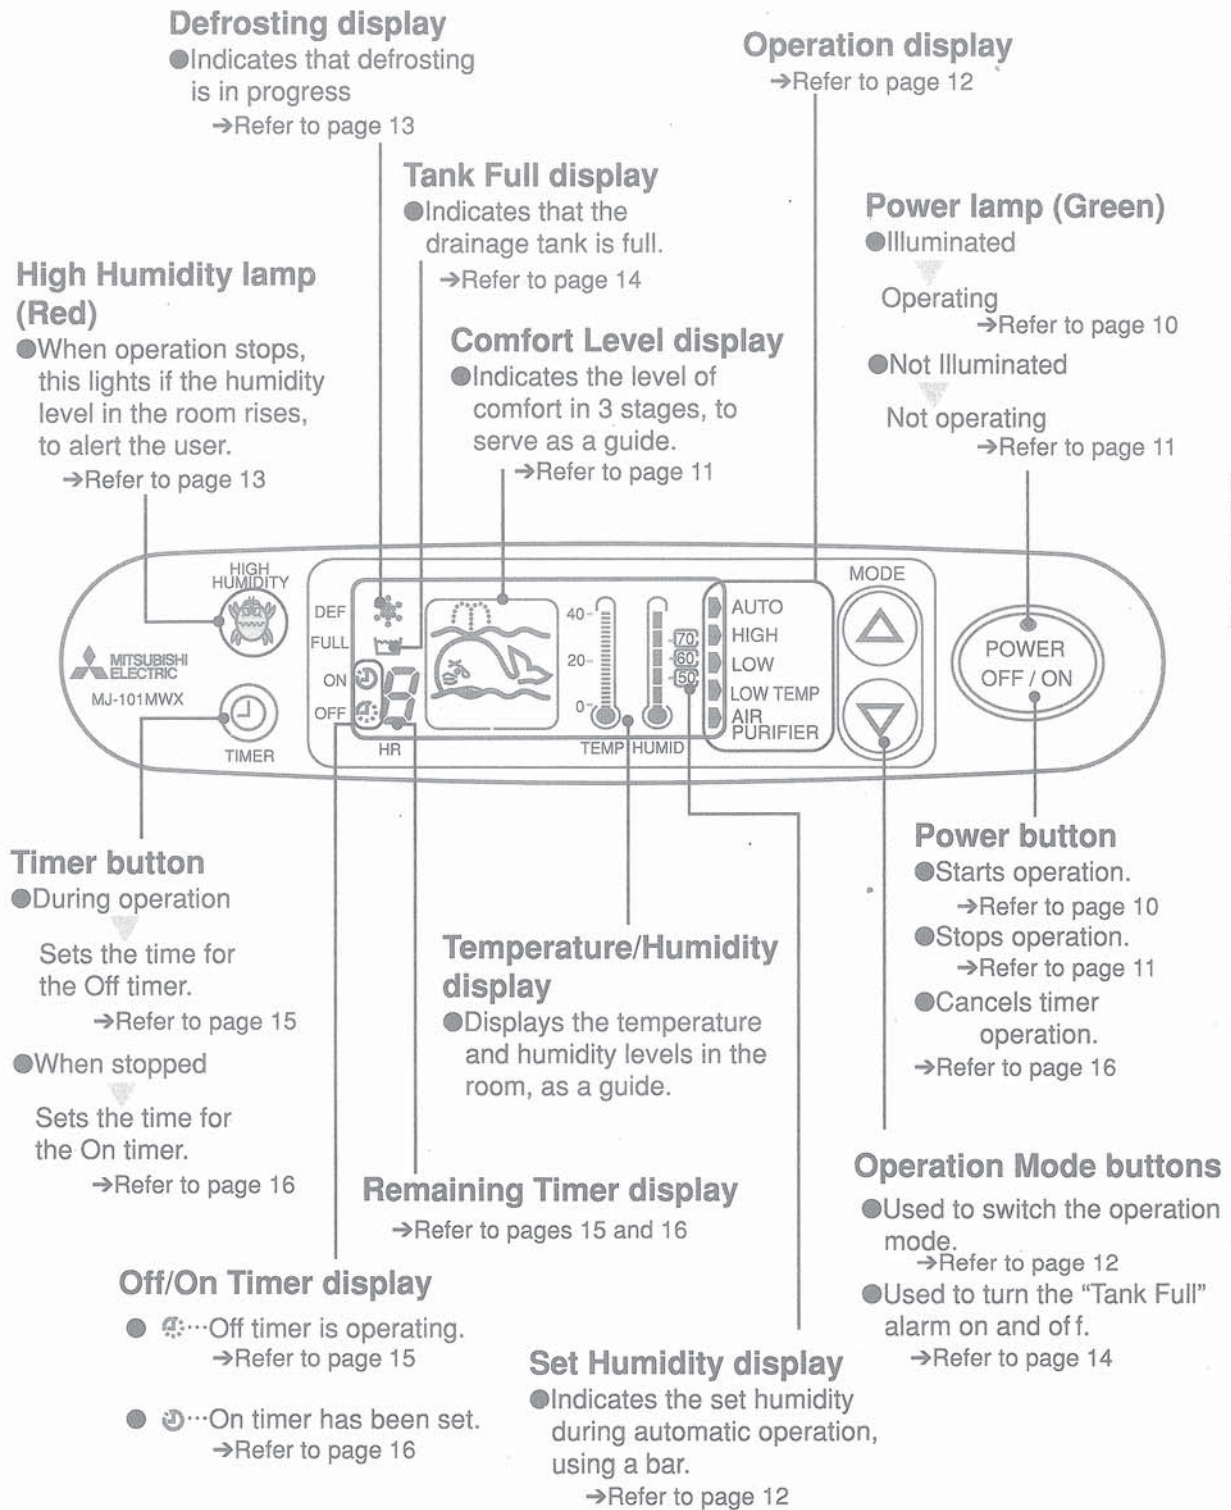 Defrosting display
●Indicates that defrosting
is in progress
→Refer to page 13
Operation display
→Refer to page 12
Tank Full display
●Indicates that the
drainage tank is full.
→Refer to page 14
Power lamp (Green)
●Illuminated
Operating
→Refer to page 10
●Not Illuminated
Not operating
→Refer to page 11
High Humidity lamp
(Red)
●When operation stops,
this lights if the humidity
level in the room rises,
to alert the user.
→Refer to page 13
Comfort Level display
●Indicates the level of
comfort in 3 stages, to
serve as a guide.
→Refer to page 11
HIGH
HUMIDITY
MITSUBISHI
ELECTRIC
MJ-101MWX
TIMER
DEF
FULL
ON
OFF
8
HR
40
20
0
TEMP
HUMID
70
60
50
AUTO
HIGH
LOW
LOW TEMP
AIR
PURIFIER
MODE
POWER
OFF / ON
Timer button
●During operation
Sets the time for
the Off timer.
→Refer to page 15
●When stopped
Sets the time for
the On timer.
→Refer to page 16
Temperature/Humidity
display
●Displays the temperature
and humidity levels in the
room, as a guide.
Power button
●Starts operation.
→Refer to page 10
●Stops operation.
→Refer to page 11
●Cancels timer
operation.
→Refer to page 16
Remaining Timer display
→Refer to pages 15 and 16
Operation Mode buttons
●Used to switch the operation
mode.
→Refer to page 12
●Used to turn the “Tank Full”
alarm on and off.
→Refer to page 14
Off/On Timer display
● ···Off timer is operating.
→Refer to page 15
● ···On timer has been set.
→Refer to page 16
Set Humidity display
●Indicates the set humidity
during automatic operation,
using a bar.
→Refer to page 12